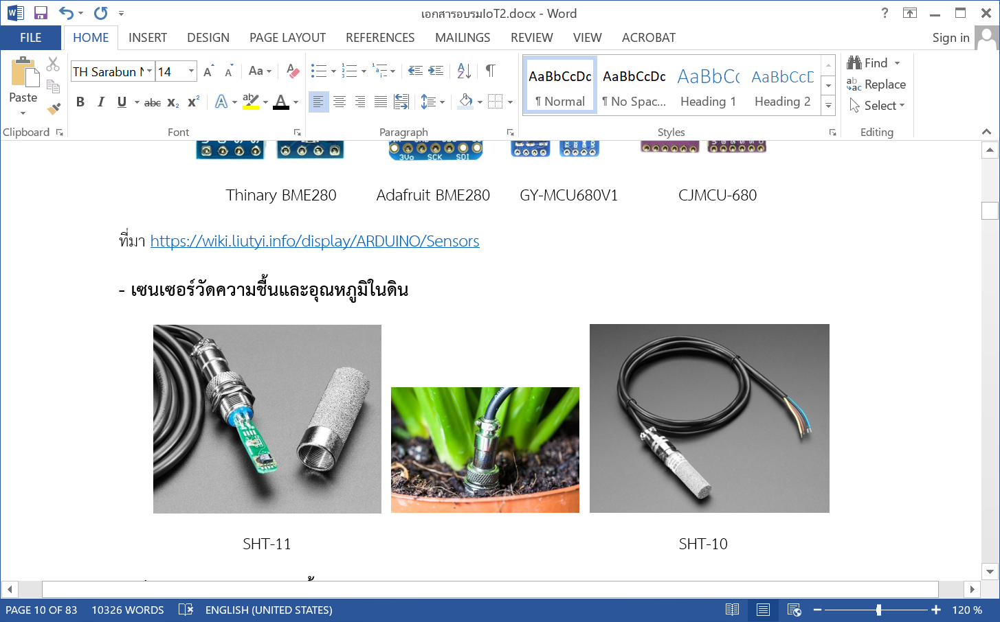 เอกสารอบรมIoT2.docx - Word
FILE HOME INSERT DESIGN PAGE LAYOUT REFERENCES MAILINGS REVIEW VIEW ACROBAT Sign in
TH Sarabun N 14
Paste
Find
Replace
Select
AaBbCcDc AaBbCcDc AaBbCc AaBbCcD
¶ Normal ¶ No Spac... Heading 1 Heading 2
Clipboard Font Paragraph Styles Editing
3Vo SCK SDI
Thinary BME280 Adafruit BME280 GY-MCU680V1 CJMCU-680
ที่มา https://wiki.liutyi.info/display/ARDUINO/Sensors
- เซนเซอร์วัดความชื้นและอุณหภูมิในดิน
SHT-11 SHT-10
PAGE 10 OF 83 10326 WORDS ENGLISH (UNITED STATES) 120 %